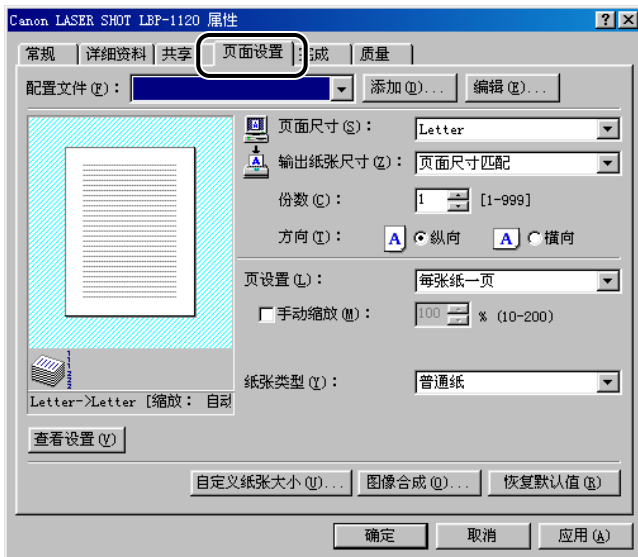 Canon LASER SHOT LBP-1120 属性
常规 详细资料 共享 页面设置 完成 质量
配置文件(F)： 添加(D)... 编辑(E)...
页面尺寸(S)： Letter
输出纸张尺寸(Z)： 页面尺寸匹配
份数(C)： 1 [1-999]
方向(T)： A 纵向 A 横向
页设置(L)： 每张纸一页
手动缩放(M)： 100 % (10-200)
纸张类型(Y)： 普通纸
Letter->Letter [缩放： 自动
查看设置(V)
自定义纸张大小(U)... 图像合成(O)... 恢复默认值(R)
确定 取消 应用(A)